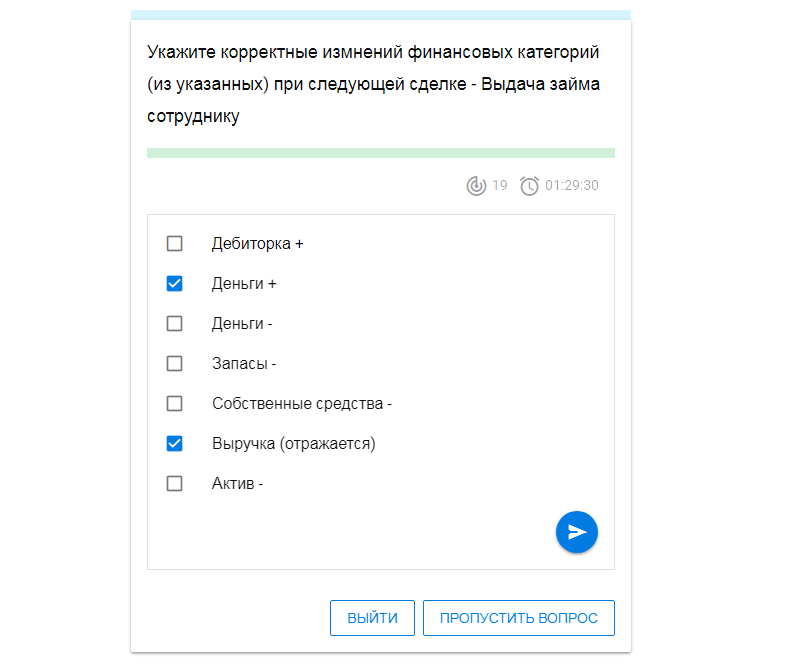 Укажите корректные измнений финансовых категорий
(из указанных) при следующей сделке - Выдача займа
сотруднику
19 01:29:30
Дебиторка +
Деньги +
Деньги -
Запасы -
Собственные средства -
Выручка (отражается)
Актив -
ВЫЙТИ ПРОПУСТИТЬ ВОПРОС